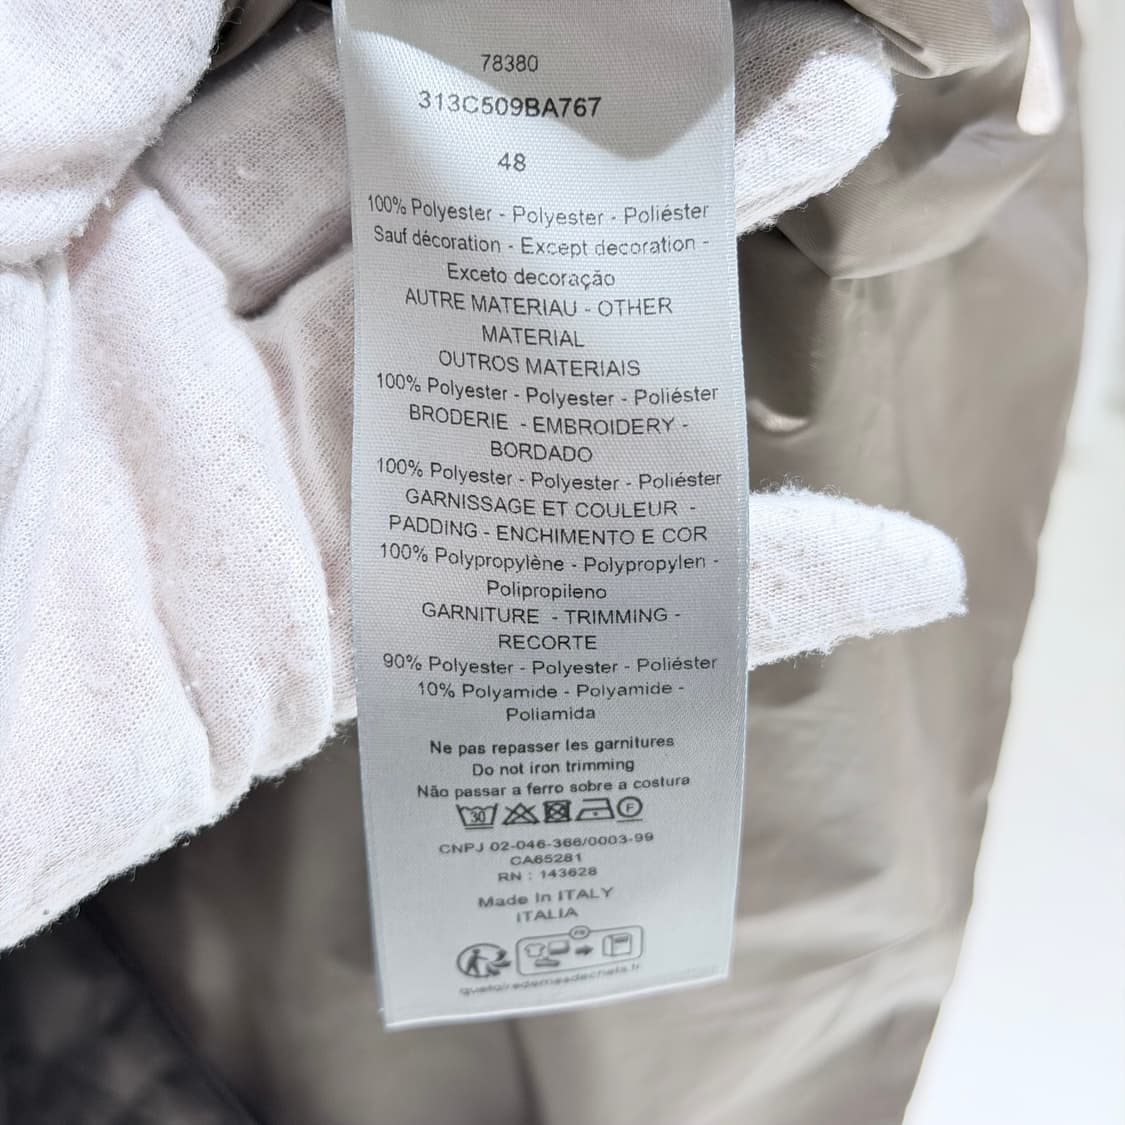 78380
313C509BA767
48
100% Polyester - Polyester - Poliéster
Sauf décoration - Except decoration -
Exceto decoração
AUTRE MATERIAU - OTHER
MATERIAL
OUTROS MATERIAIS
100% Polyester - Polyester - Poliéster
BRODERIE - EMBROIDERY -
BORDADO
100% Polyester - Polyester - Poliéster
GARNISSAGE ET COULEUR -
PADDING - ENCHIMENTO E COR
100% Polypropylène - Polypropylen -
Polipropileno
GARNITURE - TRIMMING -
RECORTE
90% Polyester - Polyester - Poliéster
10% Polyamide - Polyamide -
Poliamida
Ne pas repasser les garnitures
Do not iron trimming
Não passar a ferro sobre a costura
30 F
CNPJ 02-046-366/0003-99
CA65281
RN : 143628
Made In ITALY
ITALIA
FR